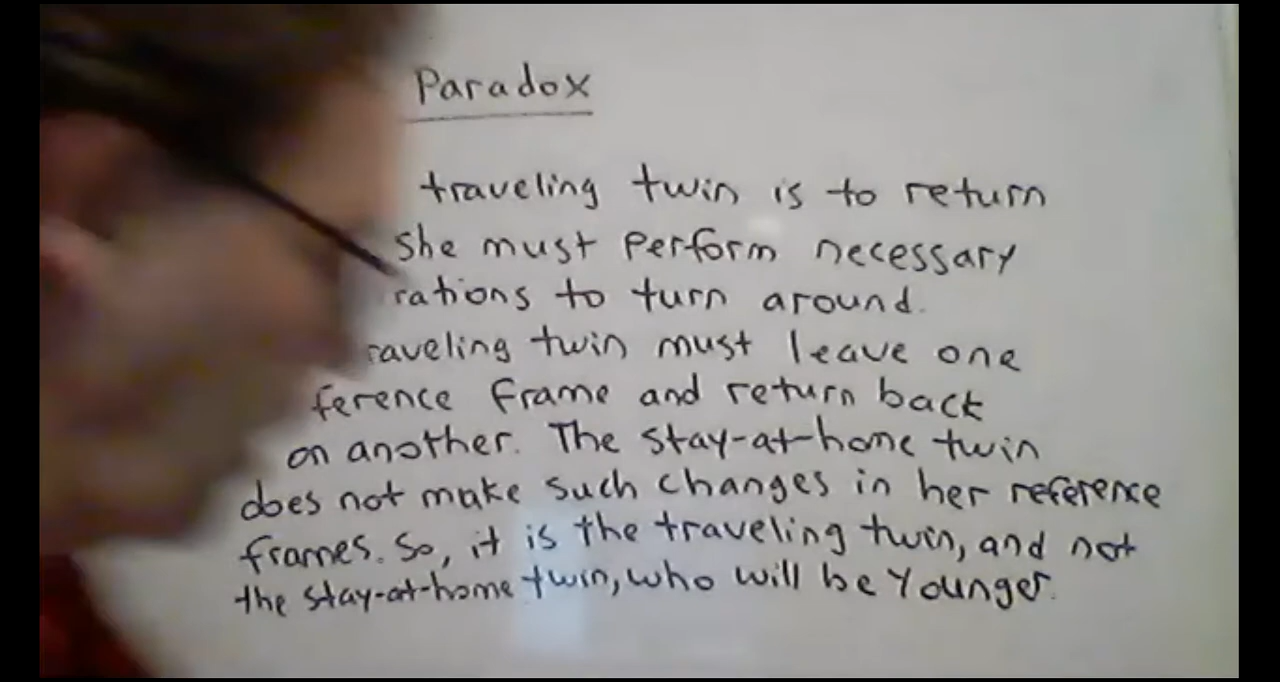 Paradox
traveling twin is to return
she must perform necessary
rations to turn around.
raveling twin must leave one
ference frame and return back
on another. The stay-at-home twin
does not make such changes in her reference
frames. So, it is the traveling twin, and not
the stay-at-home twin, who will be younger.